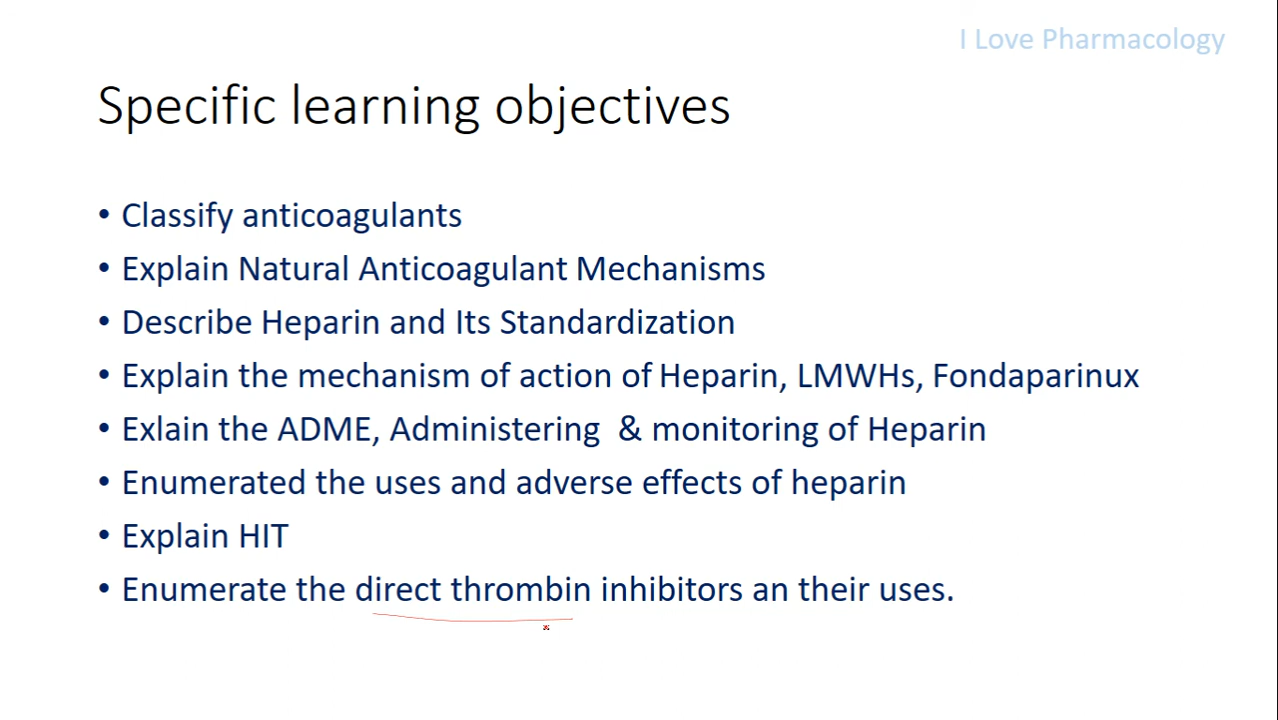 I Love Pharmacology
Specific learning objectives
• Classify anticoagulants
• Explain Natural Anticoagulant Mechanisms
• Describe Heparin and Its Standardization
• Explain the mechanism of action of Heparin, LMWHs, Fondaparinux
• Exlain the ADME, Administering & monitoring of Heparin
• Enumerated the uses and adverse effects of heparin
• Explain HIT
• Enumerate the direct thrombin inhibitors an their uses.